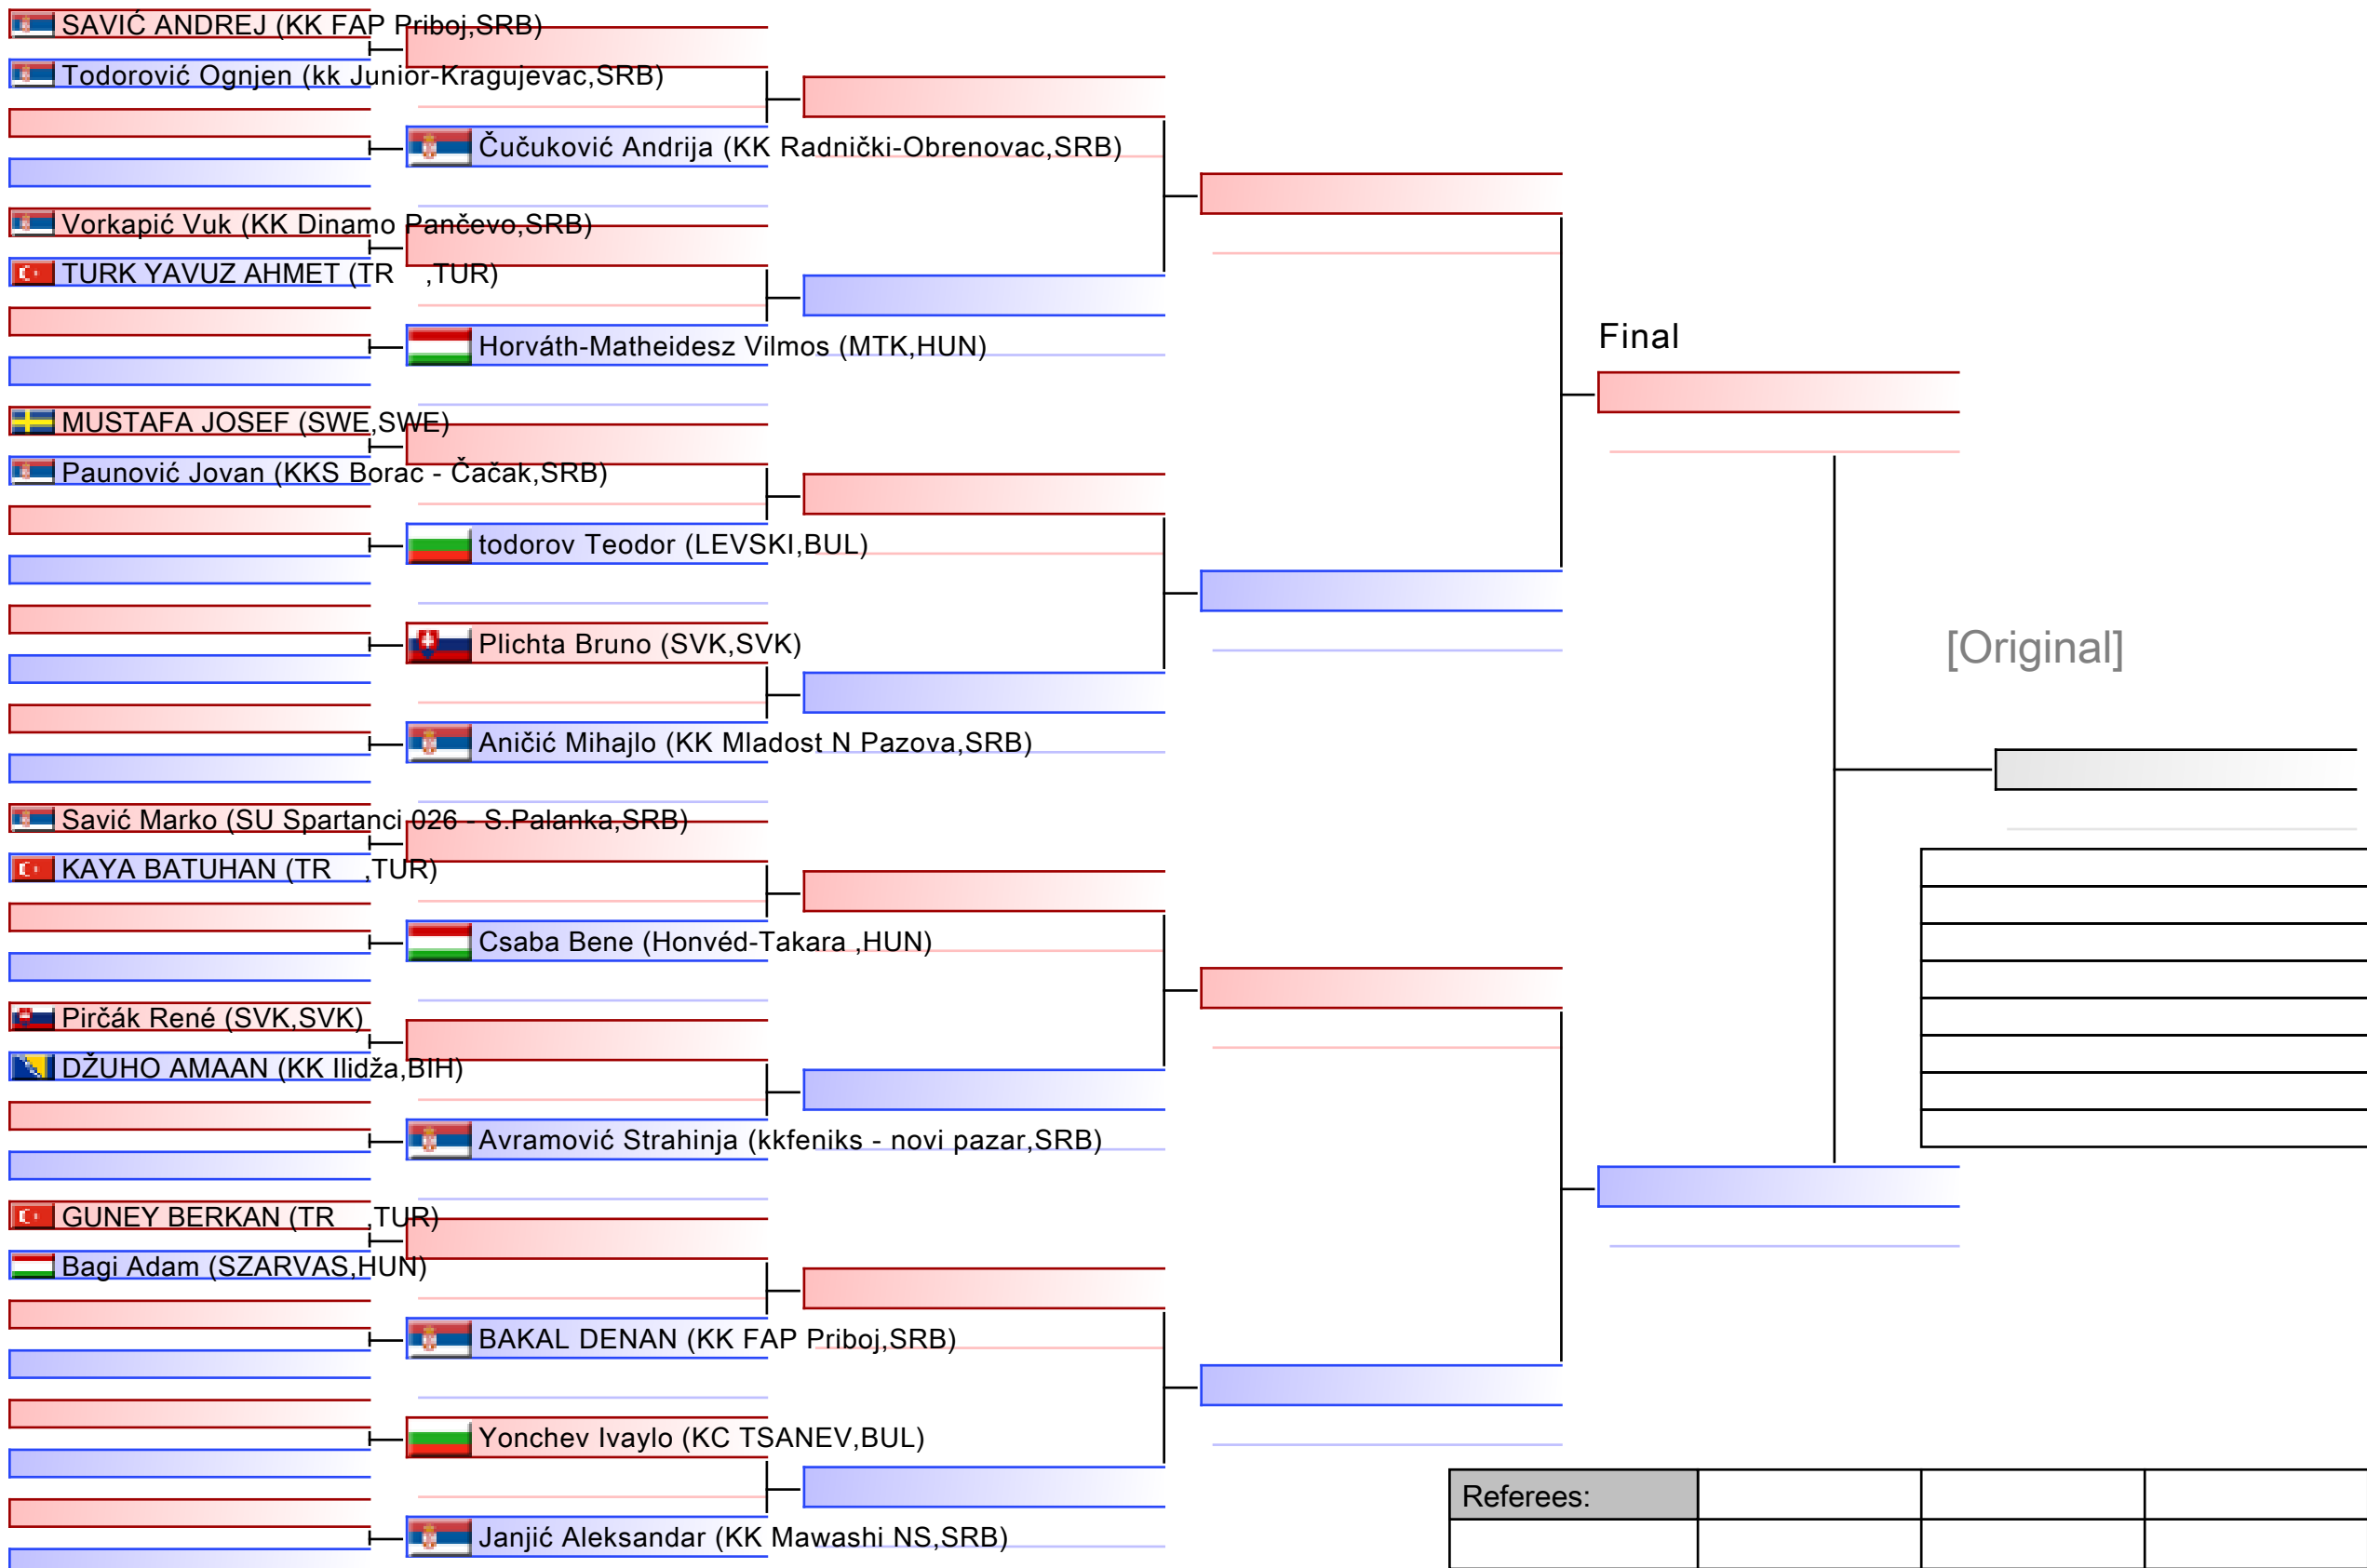 SAVIĆ ANDREJ (KK FAP Priboj,SRB)
Todorović Ognjen (kk Junior-Kragujevac,SRB)
Čučuković Andrija (KK Radnički-Obrenovac,SRB)
Vorkapić Vuk (KK Dinamo Pančevo,SRB)
TURK YAVUZ AHMET (TR ,TUR)
Horváth-Matheidesz Vilmos (MTK,HUN)
Final
MUSTAFA JOSEF (SWE,SWE)
Paunović Jovan (KKS Borac - Čačak,SRB)
todorov Teodor (LEVSKI,BUL)
Plichta Bruno (SVK,SVK)
[Original]
Aničić Mihajlo (KK Mladost N Pazova,SRB)
Savić Marko (SU Spartanci 026 - S.Palanka,SRB)
KAYA BATUHAN (TR ,TUR)
Csaba Bene (Honvéd-Takara ,HUN)
Pirčák René (SVK,SVK)
DŽUHO AMAAN (KK Ilidža,BIH)
Avramović Strahinja (kkfeniks - novi pazar,SRB)
GUNEY BERKAN (TR ,TUR)
Bagi Adam (SZARVAS,HUN)
BAKAL DENAN (KK FAP Priboj,SRB)
Yonchev Ivaylo (KC TSANEV,BUL)
Referees:
Janjić Aleksandar (KK Mawashi NS,SRB)